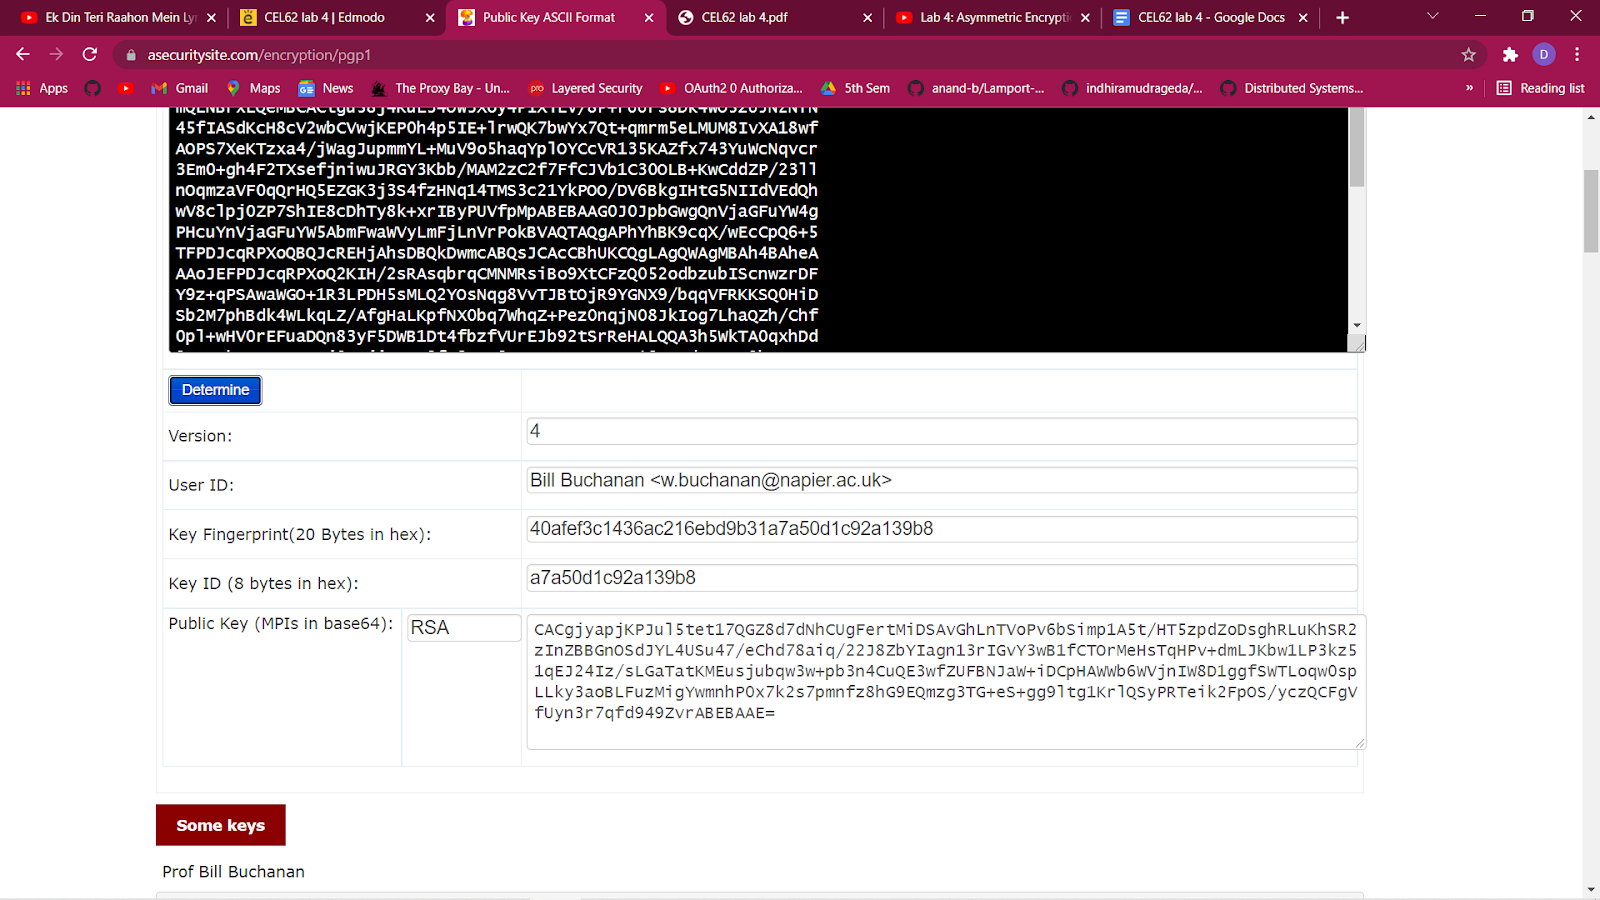 Ek Din Teri Raahon Mein Lyr
CEL62 lab 4 | Edmodo
Public Key ASCII Format
CEL62 lab 4.pdf
Lab 4: Asymmetric Encrypti
CEL62 lab 4 - Google Docs
asecuritysite.com/encryption/pgp1
D
Apps
Gmail
Maps
News
The Proxy Bay - Un...
Layered Security
OAuth2 0 Authoriza...
5th Sem
anand-b/Lamport-...
indhiramudrageda/...
Distributed Systems...
»
Reading list
45fIASdKcH8cV2wbCVwjKEP0h4p5IE+lrwQK7bwYx7Qt+qmrm5eLMUM8IvXA18wf
AOPS7XeKTzxa4/jWagJupmmYL+MuV9o5haqYplOYCcVR135KAZfx743YuWcNqvcr
3Em0+gh4F2TXsefjniwuJRGY3Kbb/MAM2zC2f7FfCJVb1C30OLB+KwCddZP/23ll
nOqmzaVF0qQrHQ5EZGK3j3S4fzHNq14TMS3c21YkPOO/DV6BkgIHtG5NIIdVEdQh
wV8clpj0ZP7ShIE8cDhTy8k+xrIByPUVfpMpABEBAAG0J0JpbGwgQnVjaGFuYW4g
PHcuYnVjaGFuYW5AbmFwaWVyLmFjLnVrPokBVAQTAQgAPhYhBK9cqX/wEcCpQ6+5
TFPDJcqRPXoQBQJcREHjAhsDBQkDwmcABQsJCAcCBhUKCQgLAgQWAgMBAh4BAheA
AAoJEFPDJcqRPXoQ2KIH/2sRAsqbrqCMNMRsiBo9XtCFzQ052odbzubIScnwzrDF
Y9z+qPSAwaWGO+1R3LPDH5sMLQ2YOsNqg8VvTJBtOjR9YGNX9/bqqVFRKKSQ0HiD
Sb2M7phBdk4WLkqLZ/AfgHaLKpfNX0bq7WhqZ+Pez0nqjN08JkIog7LhaQZh/Chf
0pl+wHV0rEFuaDQn83yF5DWB1Dt4fbzfVUrEJb92tSrReHALQQA3h5WkTA0qxhDd
Determine
Version:
4
User ID:
Bill Buchanan <w.buchanan@napier.ac.uk>
Key Fingerprint(20 Bytes in hex):
40afef3c1436ac216ebd9b31a7a50d1c92a139b8
Key ID (8 bytes in hex):
a7a50d1c92a139b8
Public Key (MPIs in base64):
RSA
CACgjyapjKPJul5tet17QGZ8d7dNhCUgFertMiDSAvGhLnTVoPv6bSimp1A5t/HT5zpdZoDsghRLuKhSR2
zInZBBGnOSdJYL4USu47/eChd78aiq/22J8ZbYIagn13rIGvY3wB1fCTOrMeHsTqHPv+dmLJKbw1LP3kz5
1qEJ24Iz/sLGaTatKMEusjubqw3w+pb3n4CuQE3wfZUFBNJaW+iDCpHAWWb6WVjnIW8D1ggfSWTLoqw0sp
LLky3aoBLFuzMigYwmnhP0x7k2s7pmnfz8hG9EQmzg3TG+eS+gg9ltg1KrlQSyPRTeik2FpOS/yczQCFgV
fUyn3r7qfd949ZvrABEBAAE=
Some keys
Prof Bill Buchanan